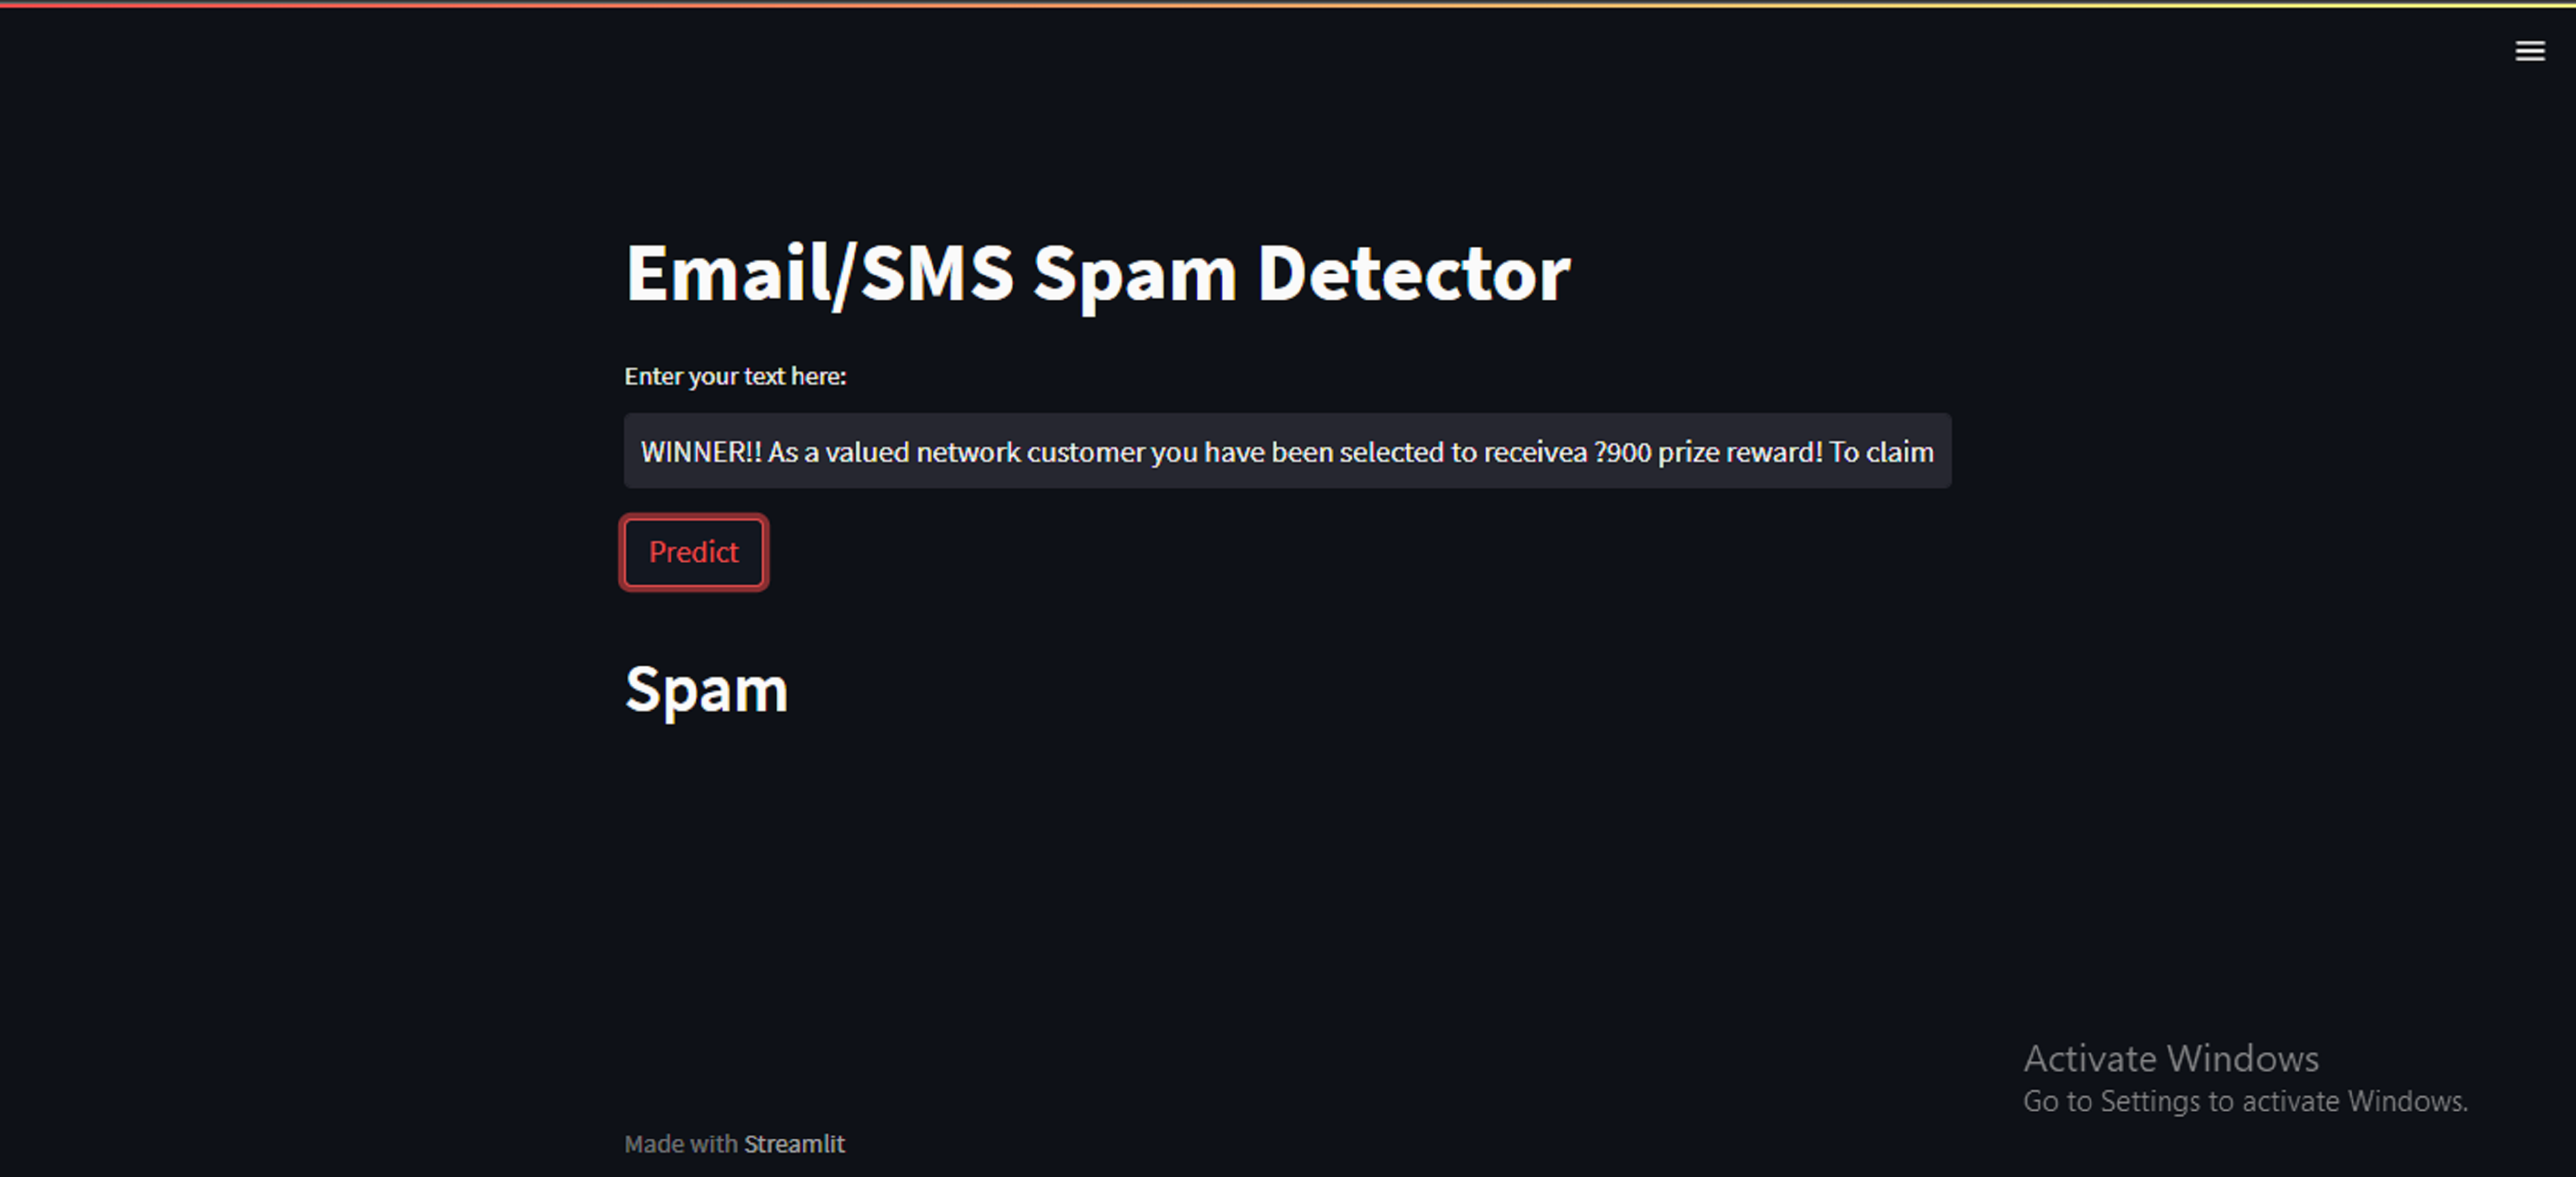 Email/SMS Spam Detector
Enter your text here:
WINNER!! As a valued network customer you have been selected to receivea ?900 prize reward! To claim
Predict
Spam
Activate Windows
Go to Settings to activate Windows.
Made with Streamlit